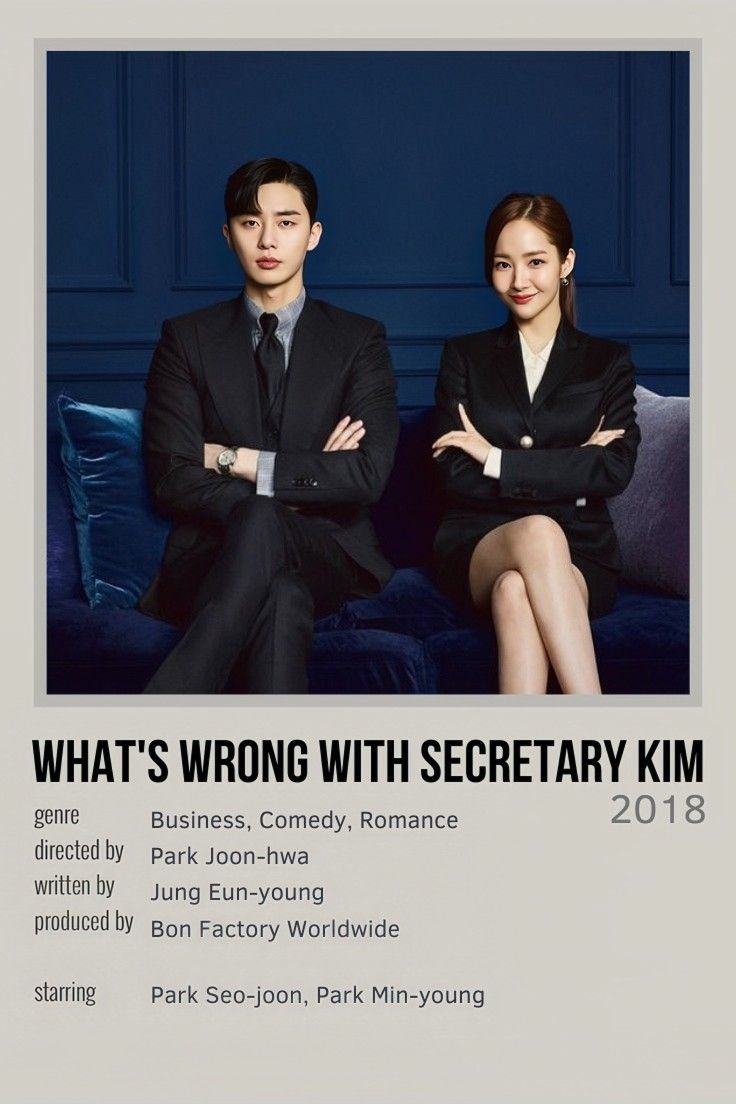 WHAT'S WRONG WITH SECRETARY KIM
2018
genre Business, Comedy, Romance
directed by Park Joon-hwa
written by Jung Eun-young
produced by Bon Factory Worldwide
starring Park Seo-joon, Park Min-young